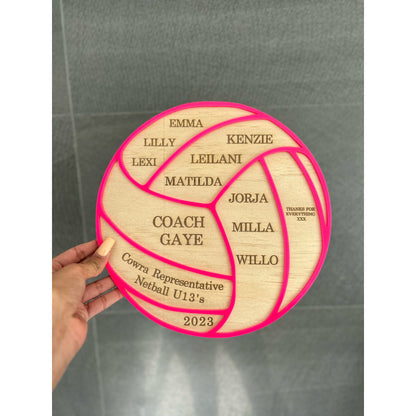 EMMA
LILLY
KENZIE
LEXI
LEILANI
MATILDA
JORJA
THANKS FOR
EVERYTHING
XXX
COACH
GAYE
MILLA
WILLO
Cowra Representative
Netball U13's
2023